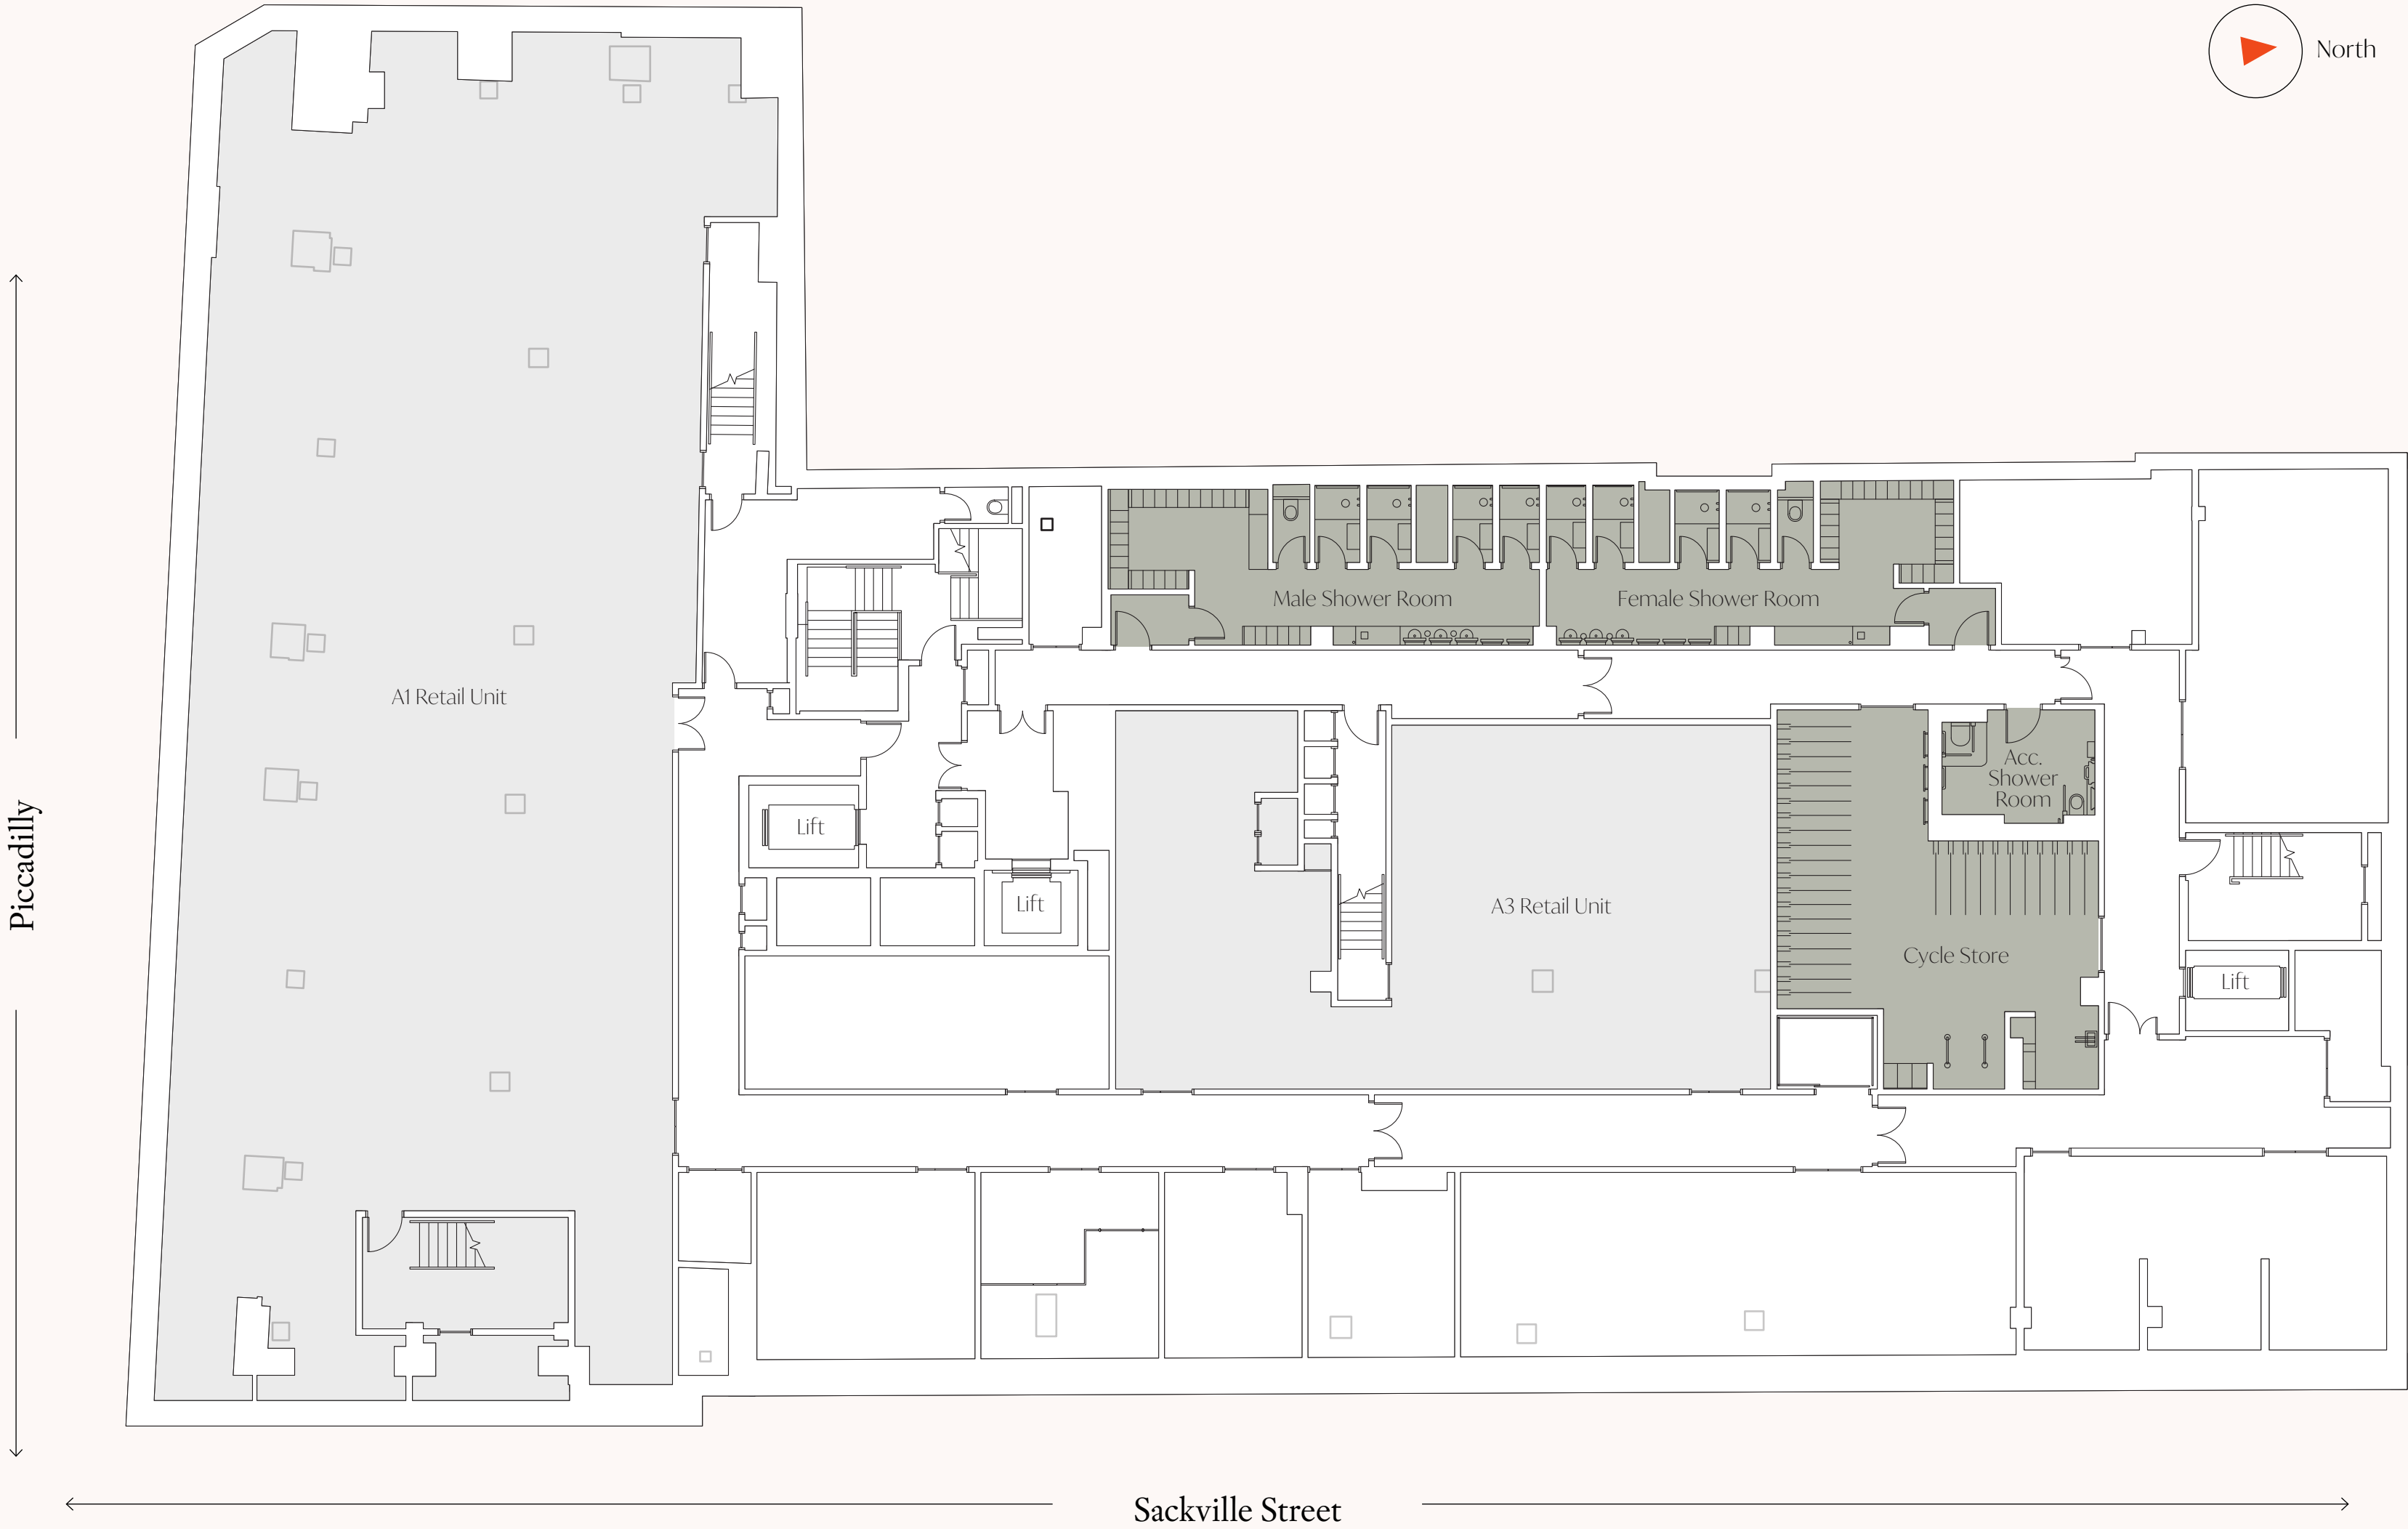 North
Male Shower Room
Female Shower Room
A1 Retail Unit
Acc.
Shower
Room
Lift
Lift
A3 Retail Unit
Cycle Store
Lift
Piccadilly
Sackville Street